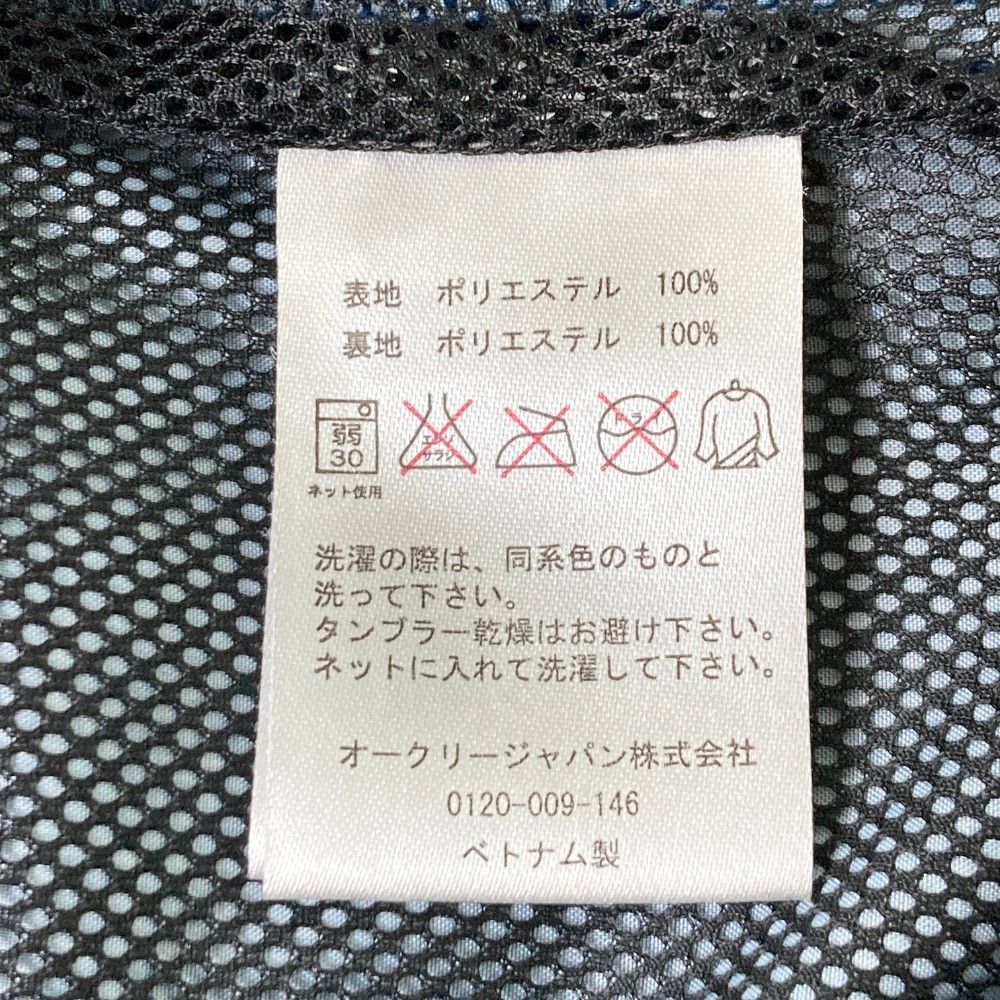 表地 ポリエステル 100%
裏地 ポリエステル 100%
弱
30
エンソ
サラシ
ラ
ネット使用
洗濯の際は、同系色のものと
洗って下さい。
タンブラー乾燥はお避け下さい。
ネットに入れて洗濯して下さい。
オークリージャパン株式会社
0120-009-146
ベトナム製